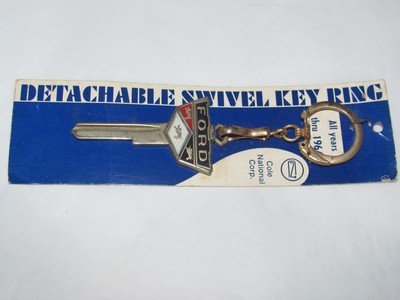 DETACHABLE SWIVEL KEY RING
FORD
All years
thru 196
Cole
National
Corp.